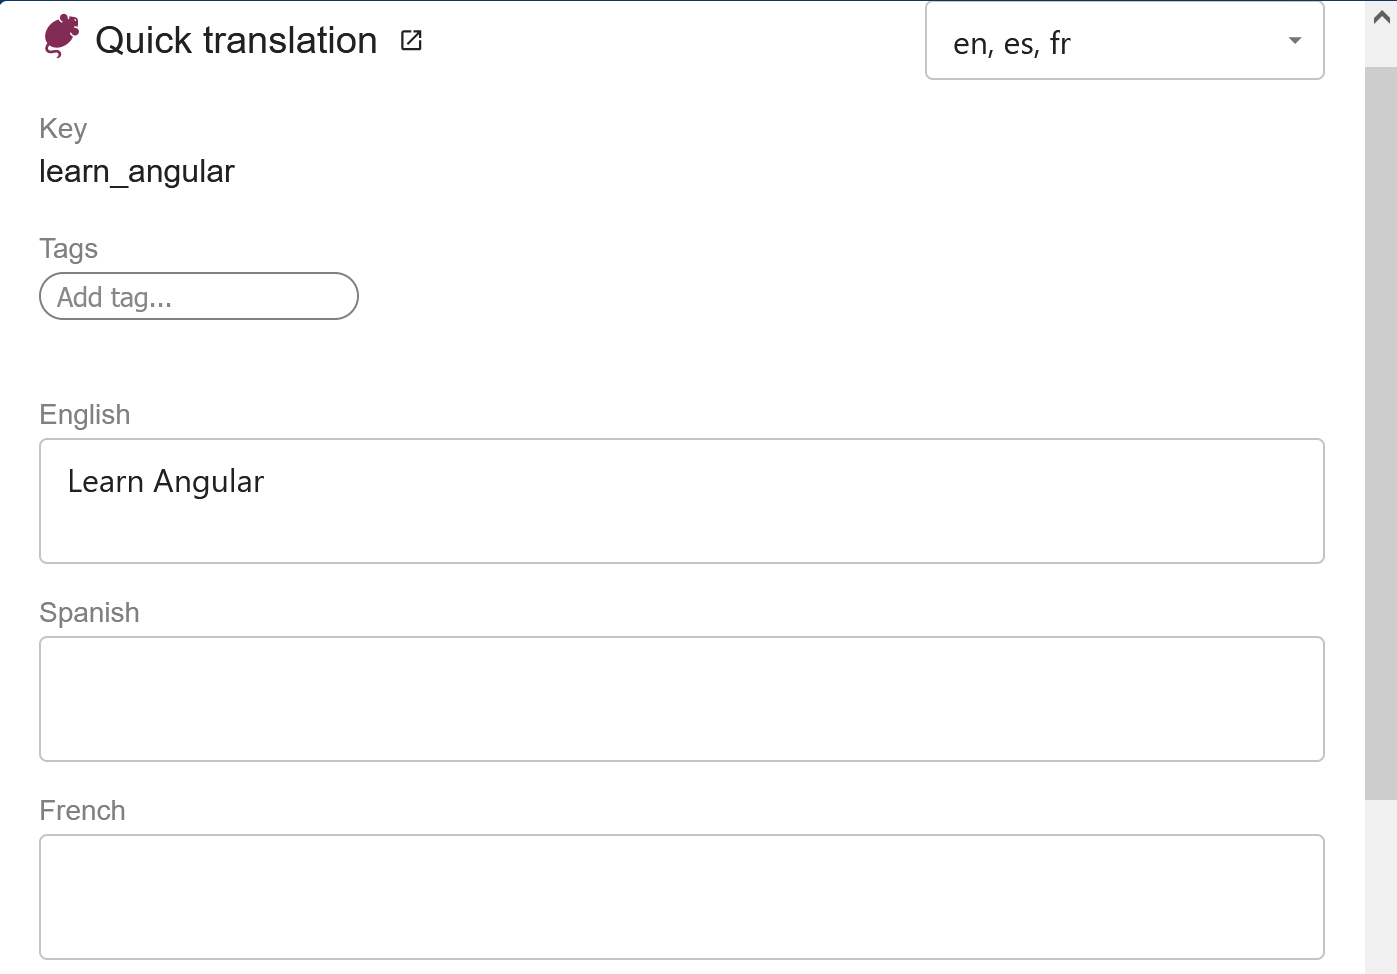 Quick translation
en, es, fr
Key
learn_angular
Tags
Add tag...
English
Learn Angular
Spanish
French